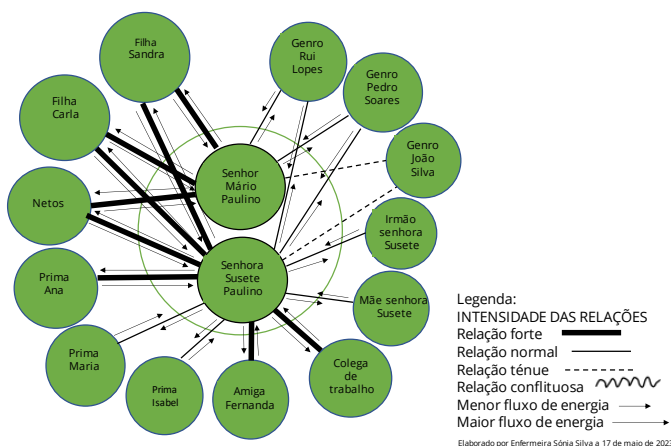 Filha
Sandra
Genro
Rui
Lopes
Genro
Pedro
Soares
Filha
Carla
Genro
João
Silva
Senhor
Mário
Paulino
Netos
Irmão
senhora
Susete
Senhora
Susete
Paulino
Prima
Ana
Mãe senhora
Susete
Prima
Maria
Prima
Isabel
Amiga
Fernanda
Colega
de
trabalho
Legenda:
INTENSIDADE DAS RELAÇÕES
Relação forte
Relação normal
Relação ténue
Relação conflituosa
Menor fluxo de energia
Maior fluxo de energia
Elaborado por Enfermeira Sónia Silva a 17 de maio de 2023